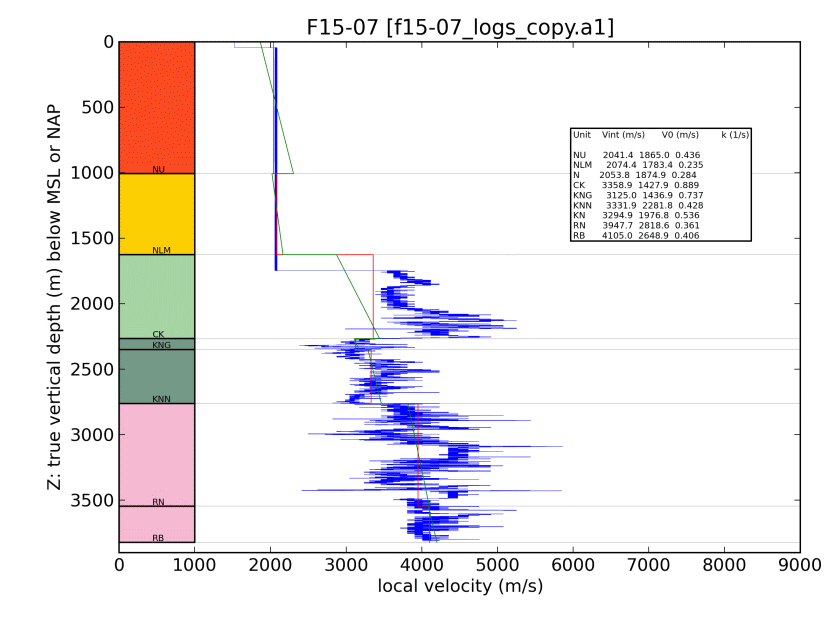 F15-07 [f15-07_logs_copy.a1]
0
500
1000
1500
2000
2500
3000
3500
Z: true vertical depth (m) below MSL or NAP
NU
NLM
CK
KNG
KNN
RN
RB
Unit Vint (m/s) V0 (m/s) k (1/s)
NU 2041.4 1865.0 0.436
NLM 2074.4 1783.4 0.235
N 2053.8 1874.9 0.284
CK 3358.9 1427.9 0.889
KNG 3125.0 1436.9 0.737
KNN 3331.9 2281.8 0.428
KN 3294.9 1976.8 0.536
RN 3947.7 2818.6 0.361
RB 4105.0 2648.9 0.406
0 1000 2000 3000 4000 5000 6000 7000 8000 9000
local velocity (m/s)